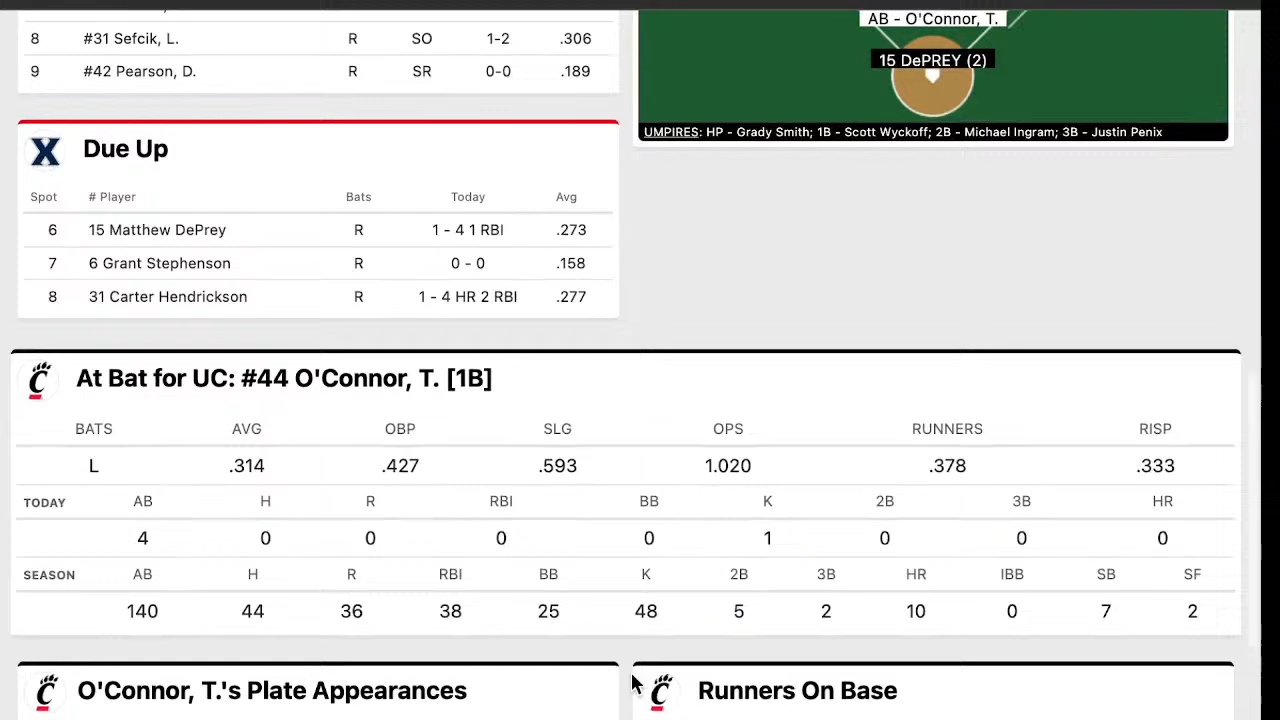 8 #31 Sefcik, L. R SO 1-2 .306
9 #42 Pearson, D. R SR 0-0 .189
AB - O'Connor, T.
15 DePREY (2)
UMPIRES: HP - Grady Smith; 1B - Scott Wyckoff; 2B - Michael Ingram; 3B - Justin Penix
X Due Up
Spot # Player Bats Today Avg
6 15 Matthew DePrey R 1 - 4 1 RBI .273
7 6 Grant Stephenson R 0 - 0 .158
8 31 Carter Hendrickson R 1 - 4 HR 2 RBI .277
C At Bat for UC: #44 O'Connor, T. [1B]
BATS AVG OBP SLG OPS RUNNERS RISP
L .314 .427 .593 1.020 .378 .333
TODAY AB H R RBI BB K 2B 3B HR
4 0 0 0 0 1 0 0 0
SEASON AB H R RBI BB K 2B 3B HR IBB SB SF
140 44 36 38 25 48 5 2 10 0 7 2
C O'Connor, T.'s Plate Appearances
C Runners On Base